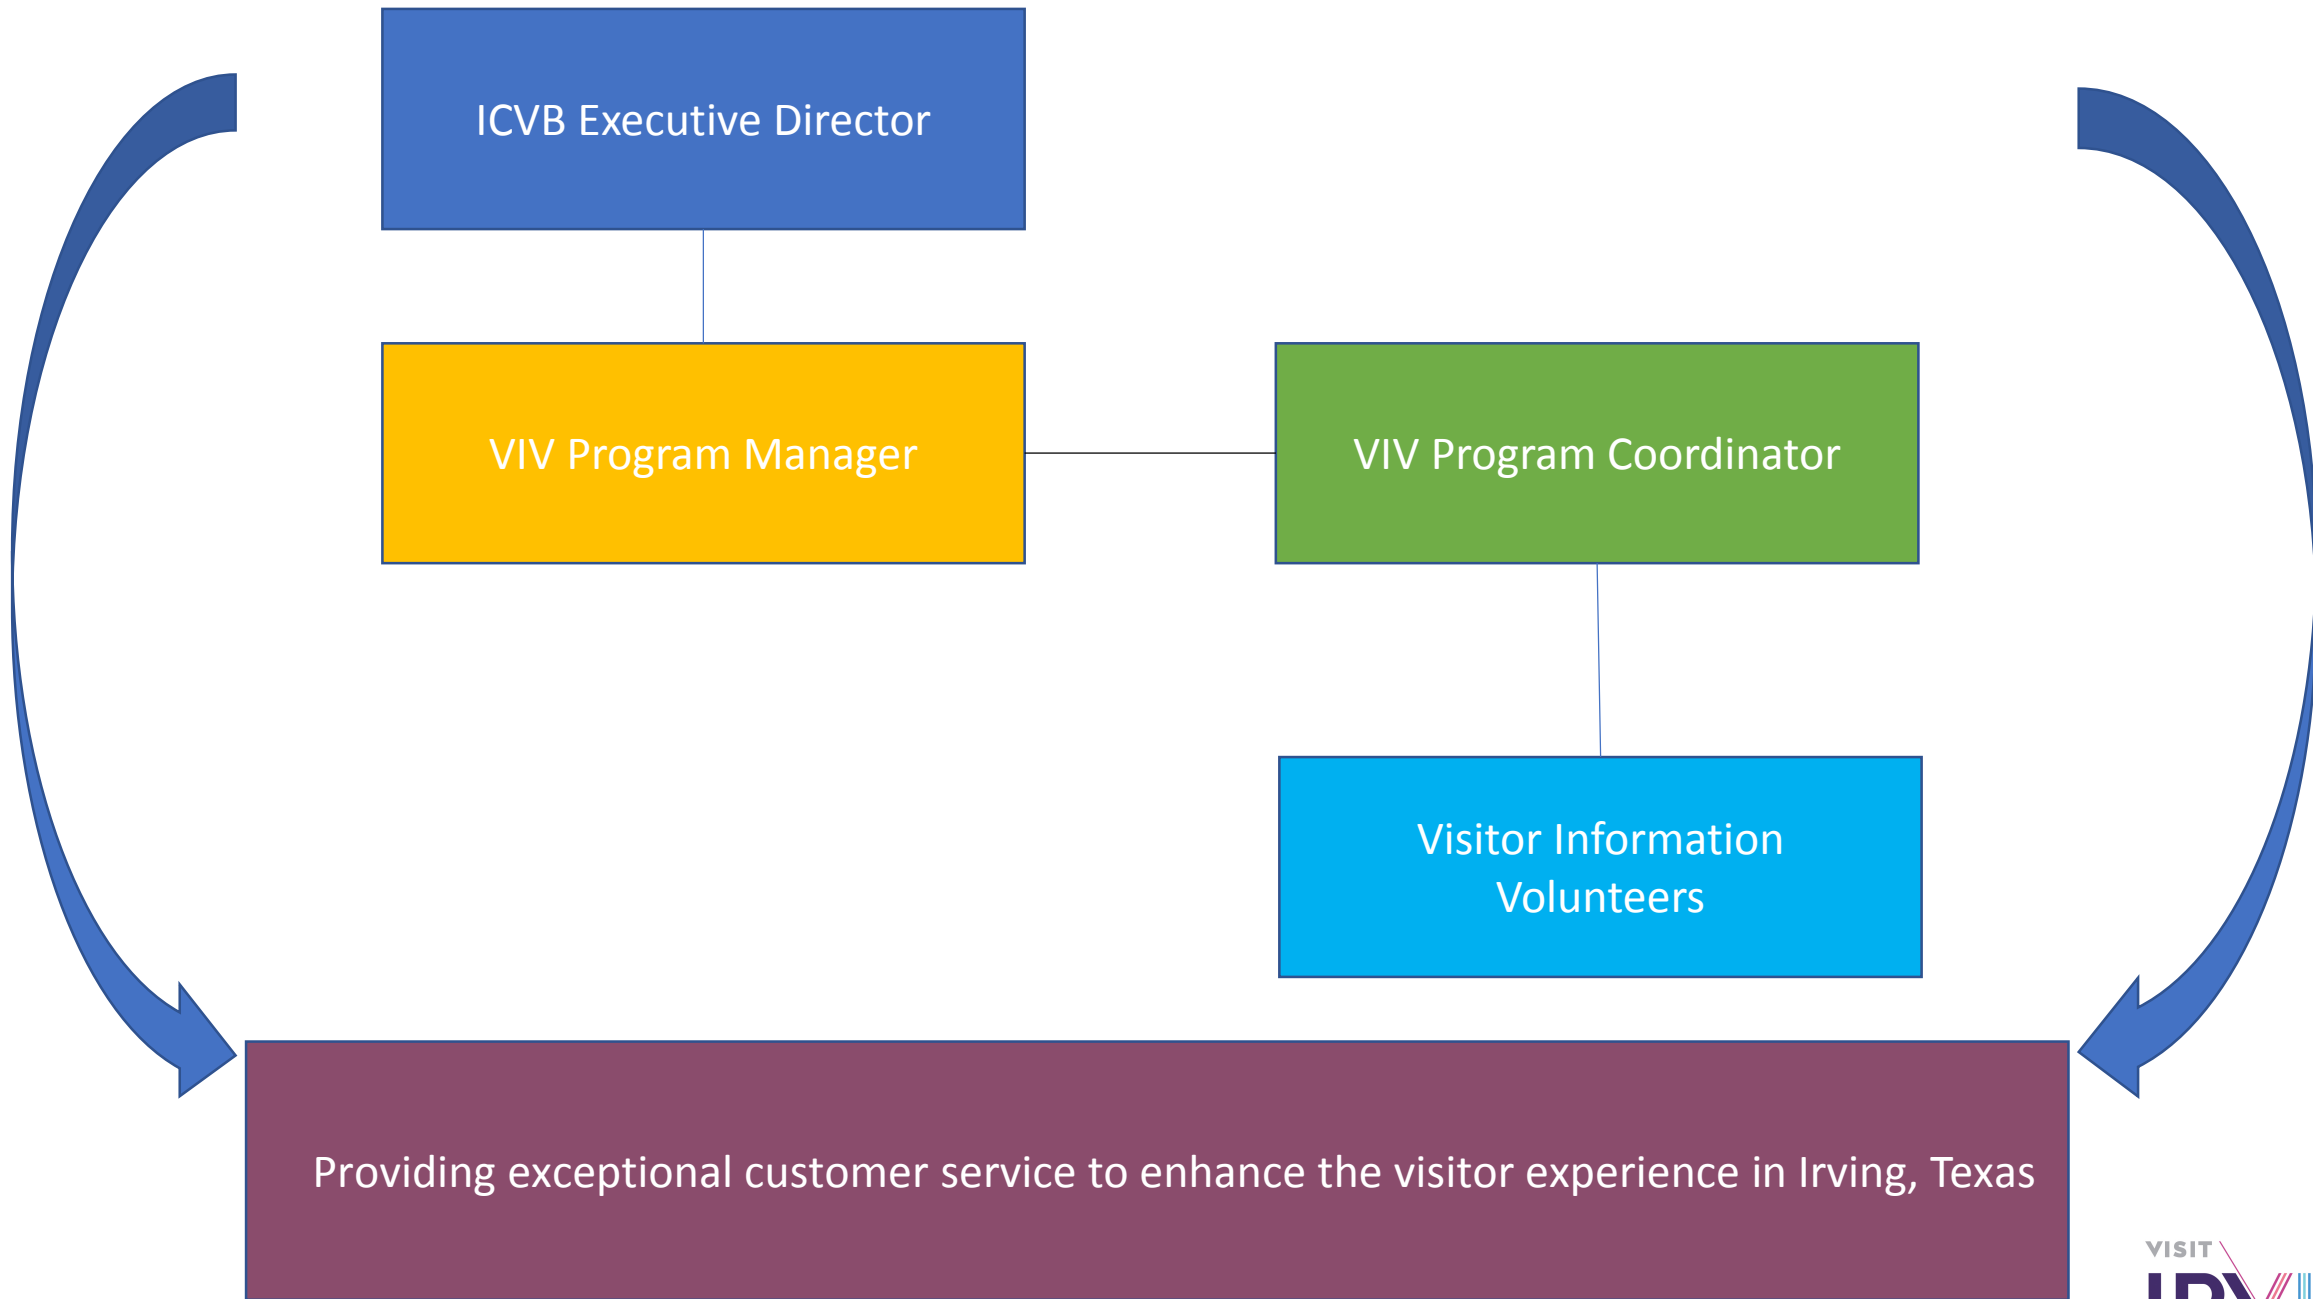 ICVB Executive Director
VIV Program Manager
VIV Program Coordinator
Visitor Information
Volunteers
Providing exceptional customer service to enhance the visitor experience in Irving, Texas
VISIT